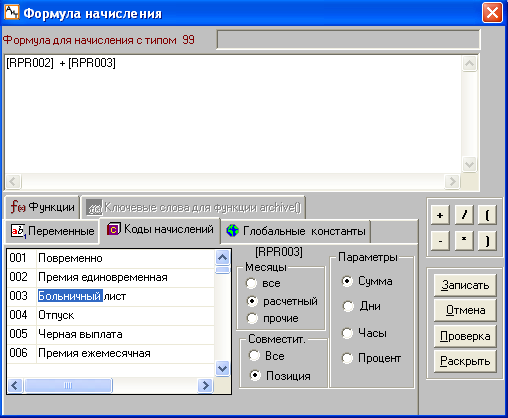 Формула начисления
Формула для начисления с типом 99
[RPR002] + [RPR003]
Функции
Ключевые слова для функции archive()
Переменные
Коды начислений
Глобальные константы
001 Повременно
002 Премия единовременная
003 Больничный лист
004 Отпуск
005 Черная выплата
006 Премия ежемесячная
[RPR003]
Месяцы
все
расчетный
прочие
Совместит.
Все
Позиция
Параметры
Сумма
Дни
Часы
Процент
+ / (
- * )
Записать
Отмена
Проверка
Раскрыть